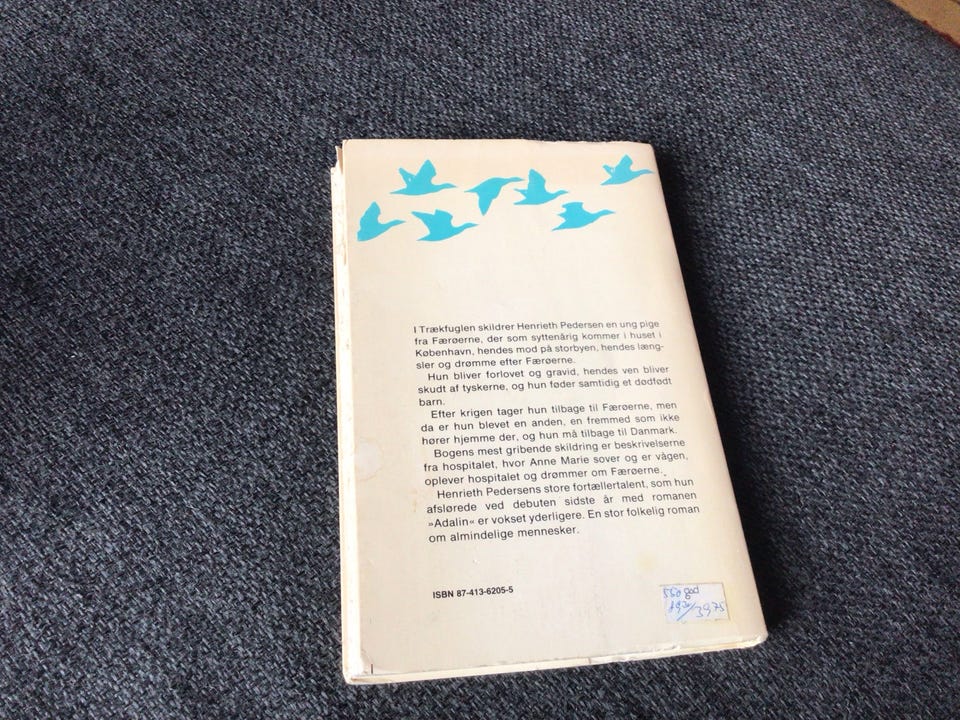 I Trækfuglen skildrer Henrieth Pedersen en ung pige
fra Færøerne, der som syttenårig kommer i huset i
København, hendes mod på storbyen, hendes læng-
sler og drømme efter Færøerne.
Hun bliver forlovet og gravid, hendes ven bliver
skudt af tyskerne, og hun føder samtidig et dødfødt
barn.
Efter krigen tager hun tilbage til Færøerne, men
da er hun blevet en anden, en fremmed som ikke
hører hjemme der, og hun må tilbage til Danmark.
Bogens mest gribende skildring er beskrivelserne
fra hospitalet, hvor Anne Marie sover og er vågen,
oplever hospitalet og drømmer om Færøerne.
Henrieth Pedersens store fortællertalent, som hun
afslørede ved debuten sidste år med romanen
»Adalin« er vokset yderligere. En stor folkelig roman
om almindelige mennesker.
ISBN 87-413-6205-5
god
39,75